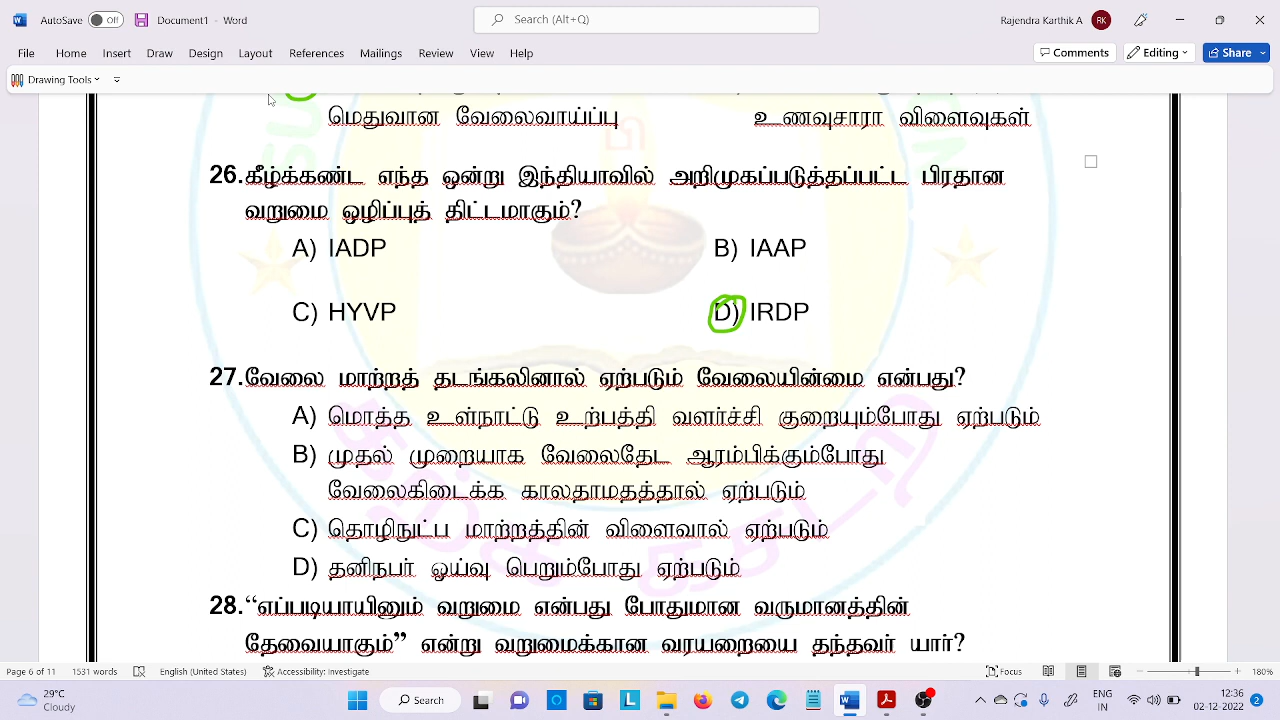 AutoSave Off Document1 - Word Search (Alt+Q) Rajendra Karthik A RK
File Home Insert Draw Design Layout References Mailings Review View Help Comments Editing Share
Drawing Tools
மெதுவான வேலைவாய்ப்பு உணவுசாரா விளைவுகள்
26. கீழ்க்கண்ட எந்த ஒன்று இந்தியாவில் அறிமுகப்படுத்தப்பட்ட பிரதான
வறுமை ஒழிப்புத் திட்டமாகும்?
A) IADP B) IAAP
C) HYVP D) IRDP
27. வேலை மாற்றத் தடங்கலினால் ஏற்படும் வேலையின்மை என்பது?
A) மொத்த உள்நாட்டு உற்பத்தி வளர்ச்சி குறையும்போது ஏற்படும்
B) முதல் முறையாக வேலைதேட ஆரம்பிக்கும்போது
வேலைகிடைக்க காலதாமதத்தால் ஏற்படும்
C) தொழிநுட்ப மாற்றத்தின் விளைவால் ஏற்படும்
D) தனிநபர் ஓய்வு பெறும்போது ஏற்படும்
28. “எப்படியாயினும் வறுமை என்பது போதுமான வருமானத்தின்
தேவையாகும்” என்று வறுமைக்கான வரயறையை தந்தவர் யார்?
Page 6 of 11 1531 words English (United States) Accessibility: Investigate Focus 180%
29°C
Cloudy
Search
ENG
IN
12:36
02-12-2022
2